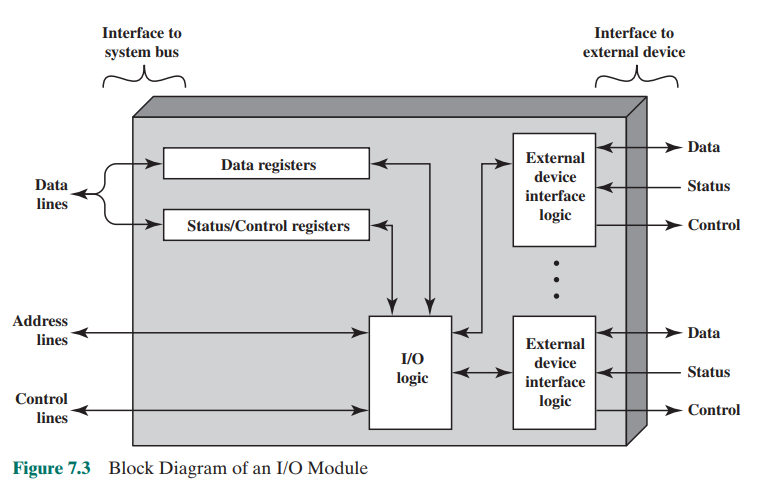 Interface to
system bus
Interface to
external device
Data registers
Data
lines
Status/Control registers
External
device
interface
logic
Data
Status
Control
Address
lines
I/O
logic
External
device
interface
logic
Data
Status
Control
Control
lines
Figure 7.3 Block Diagram of an I/O Module